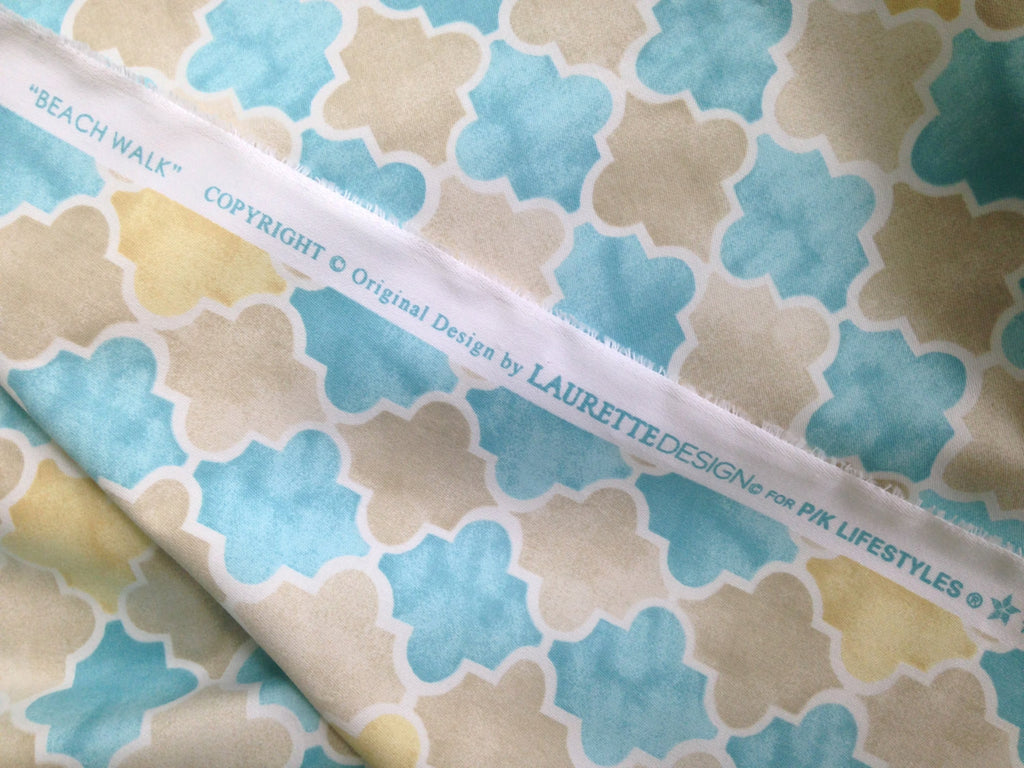 "BEACH WALK" COPYRIGHT © Original Design by LAURETTEDESIGN© FOR P/K LIFESTYLES ®